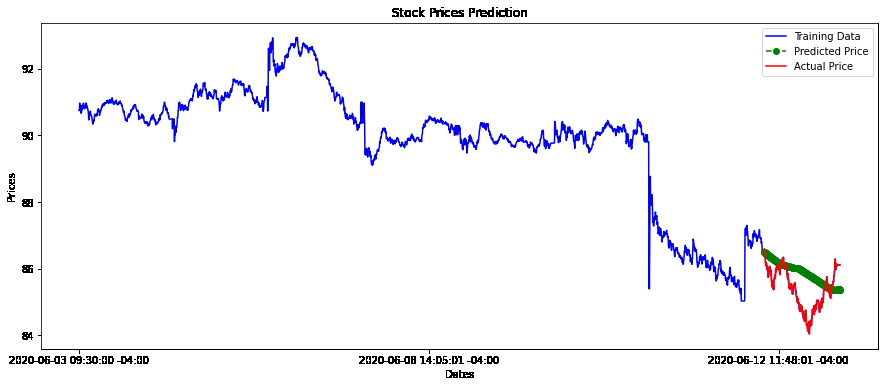 Stock Prices Prediction
Training Data
Predicted Price
Actual Price
Prices
92
90
88
86
84
2020-06-03 09:30:00 -04:00
2020-06-08 14:05:01 -04:00
2020-06-12 11:48:01 -04:00
Dates